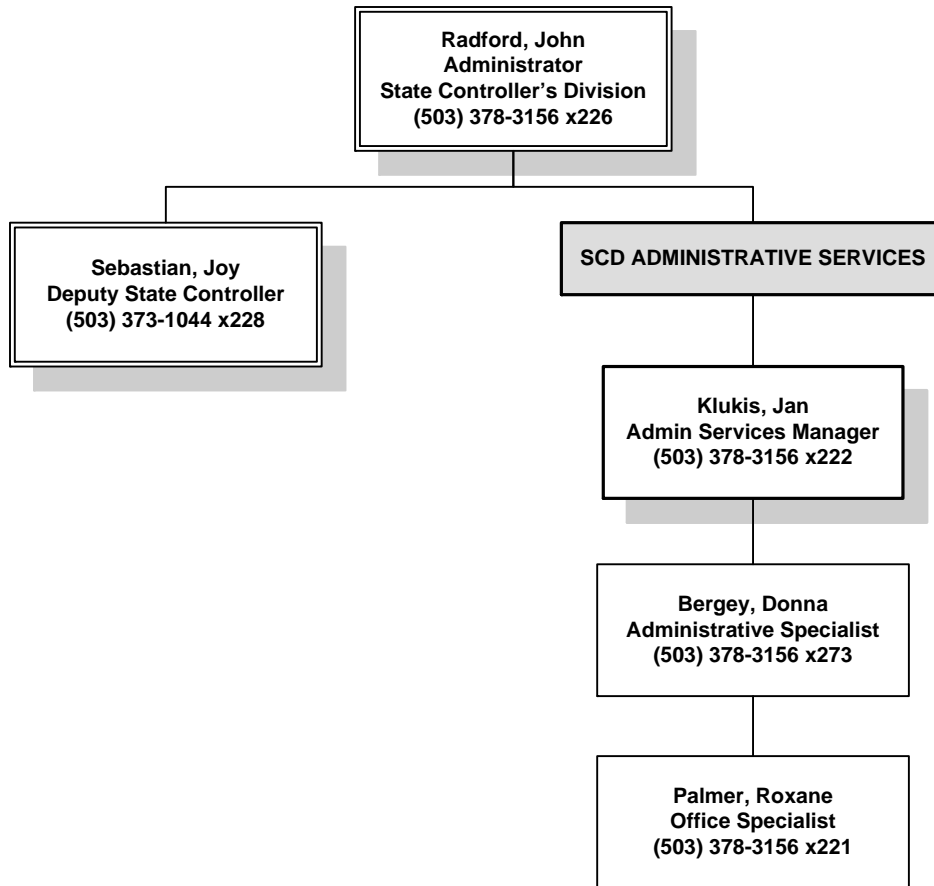 Radford, John
Administrator
State Controller's Division
(503) 378-3156 x226
Sebastian, Joy
Deputy State Controller
(503) 373-1044 x228
SCD ADMINISTRATIVE SERVICES
Klukis, Jan
Admin Services Manager
(503) 378-3156 x222
Bergey, Donna
Administrative Specialist
(503) 378-3156 x273
Palmer, Roxane
Office Specialist
(503) 378-3156 x221